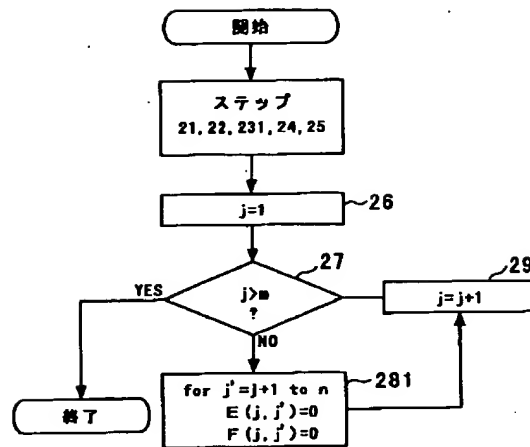 開始
ステップ
21, 22, 231, 24, 25
j=1
26
27
29
YES
j>m
?
j=j+1
NO
281
for j'=j+1 to n
E(j, j')=0
F(j, j')=0
終了